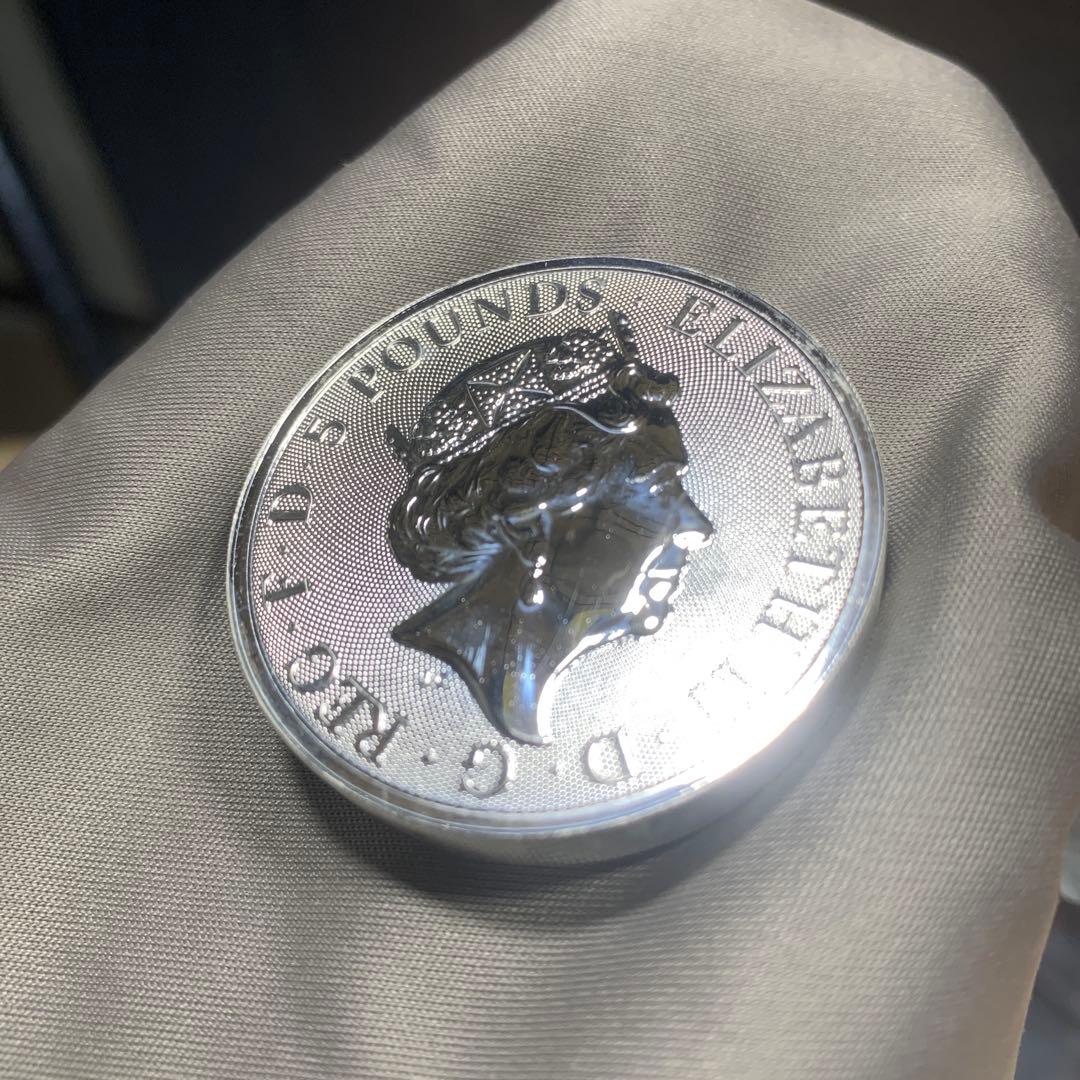 ELIZABETH II · D · G · REG · F · D · 5 POUNDS ·